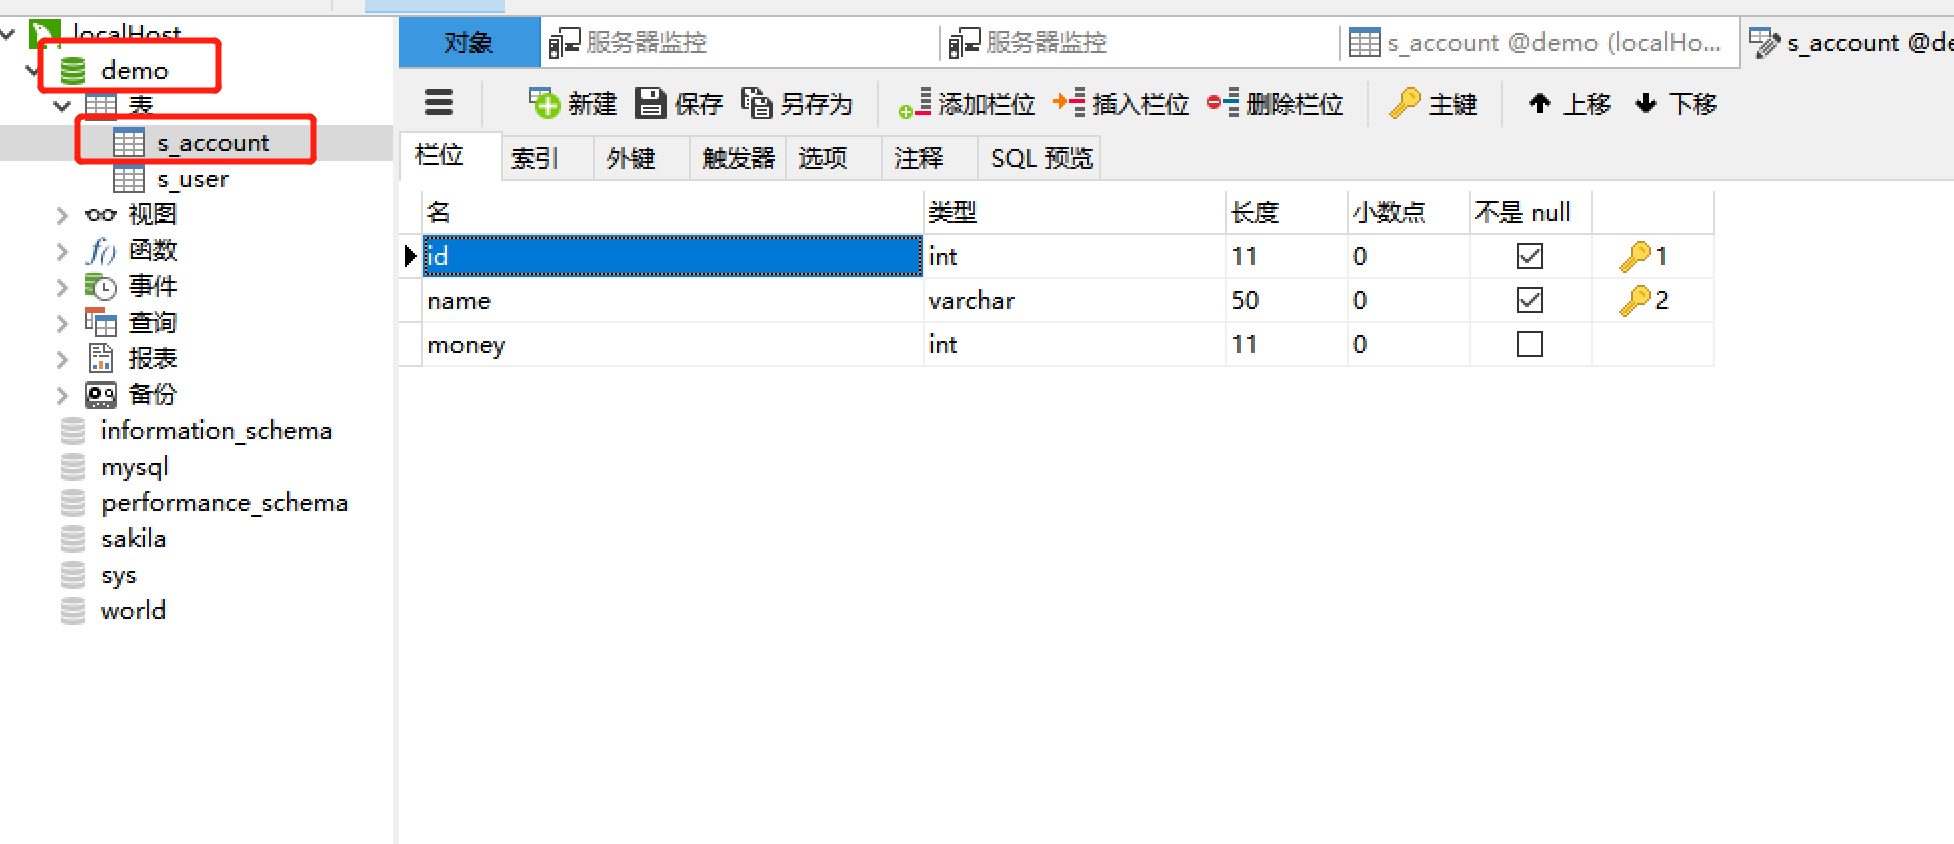 localHost
demo
表
s_account
s_user
视图
函数
事件
查询
报表
备份
information_schema
mysql
performance_schema
sakila
sys
world
对象 服务器监控 服务器监控 s_account @demo (localHo... s_account @de
新建 保存 另存为 添加栏位 插入栏位 删除栏位 主键 上移 下移
栏位 索引 外键 触发器 选项 注释 SQL 预览
名 类型 长度 小数点 不是 null
id int 11 0 1
name varchar 50 0 2
money int 11 0